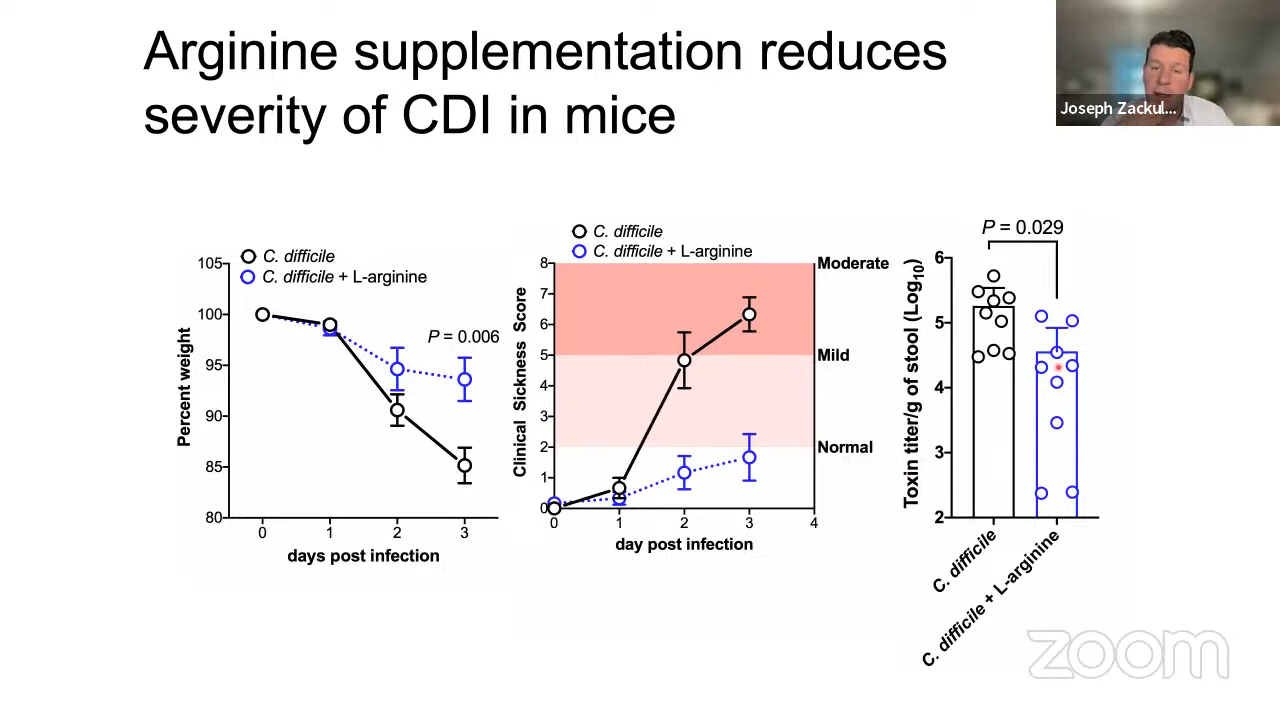 Arginine supplementation reduces
severity of CDI in mice
Joseph Zackul...
C. difficile
C. difficile + L-arginine
105
100
95
90
85
80
Percent weight
P = 0.006
0 1 2 3
days post infection
C. difficile
C. difficile + L-arginine
8
7
6
5
4
3
2
1
0
Clinical Sickness Score
Moderate
Mild
Normal
0 1 2 3 4
day post infection
P = 0.029
6
5
4
3
2
Toxin titer/g of stool (Log10)
C. difficile
C. difficile + L-arginine
zoom